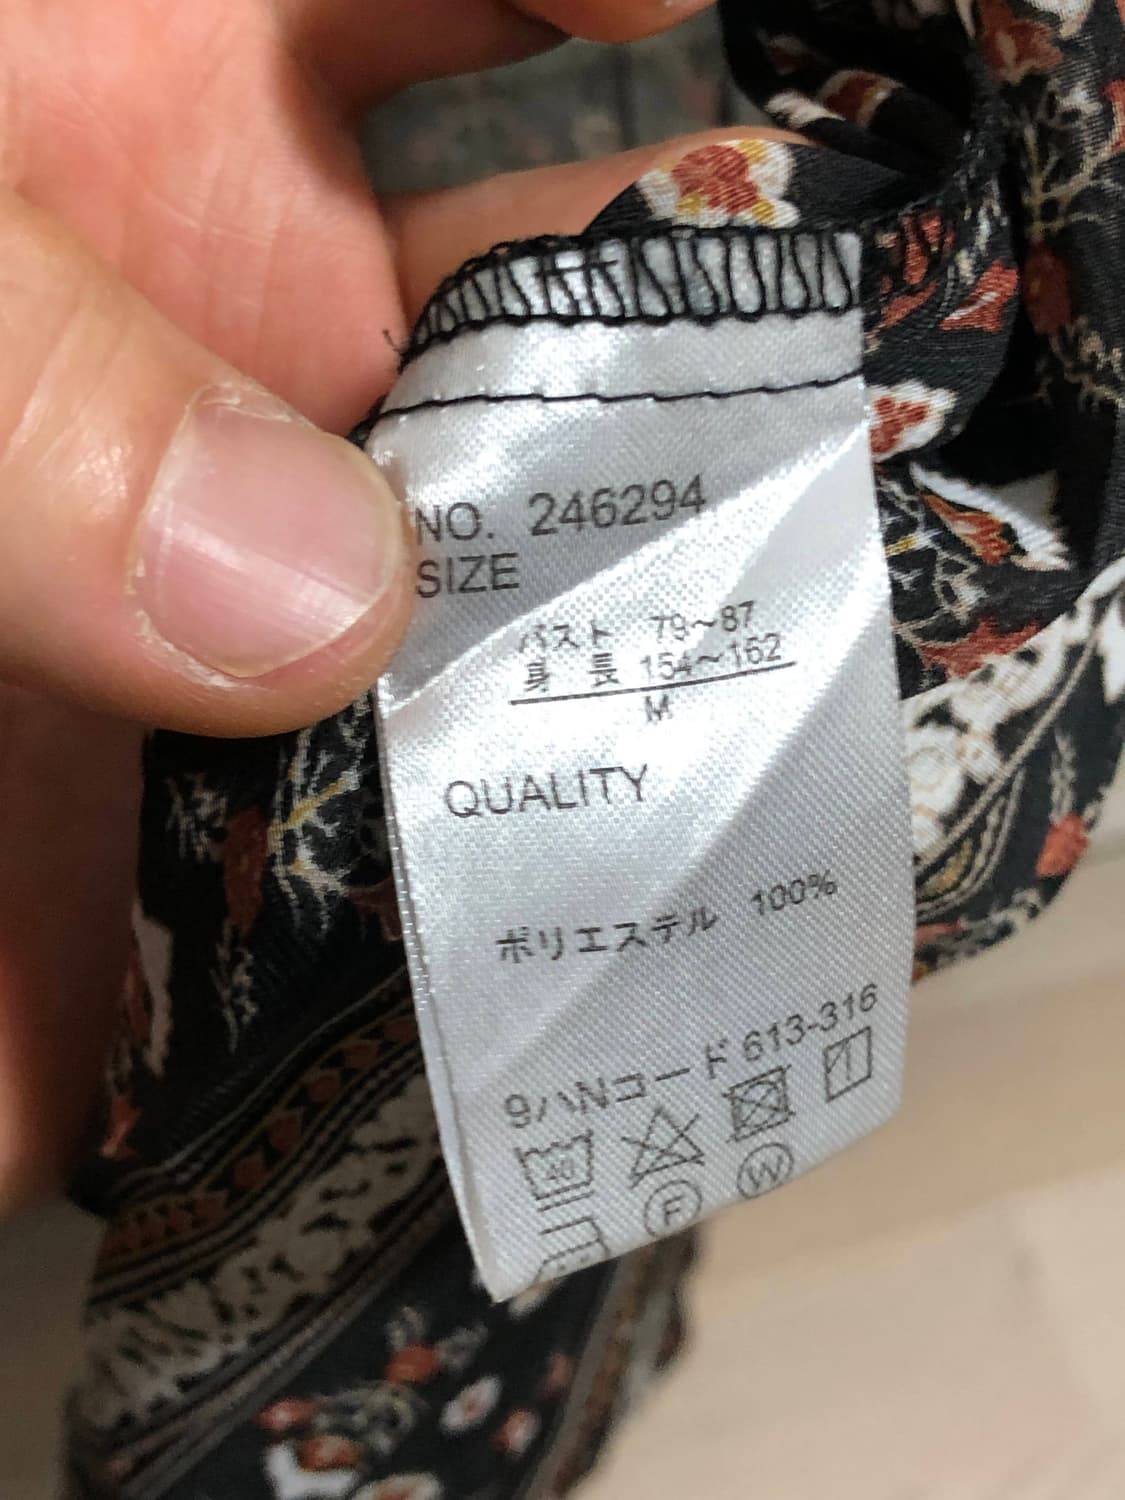 NO. 246294
SIZE
バスト 79～87
身 長 154～162
M
QUALITY
ポリエステル 100%
9ハNコード 613-316
40
F W